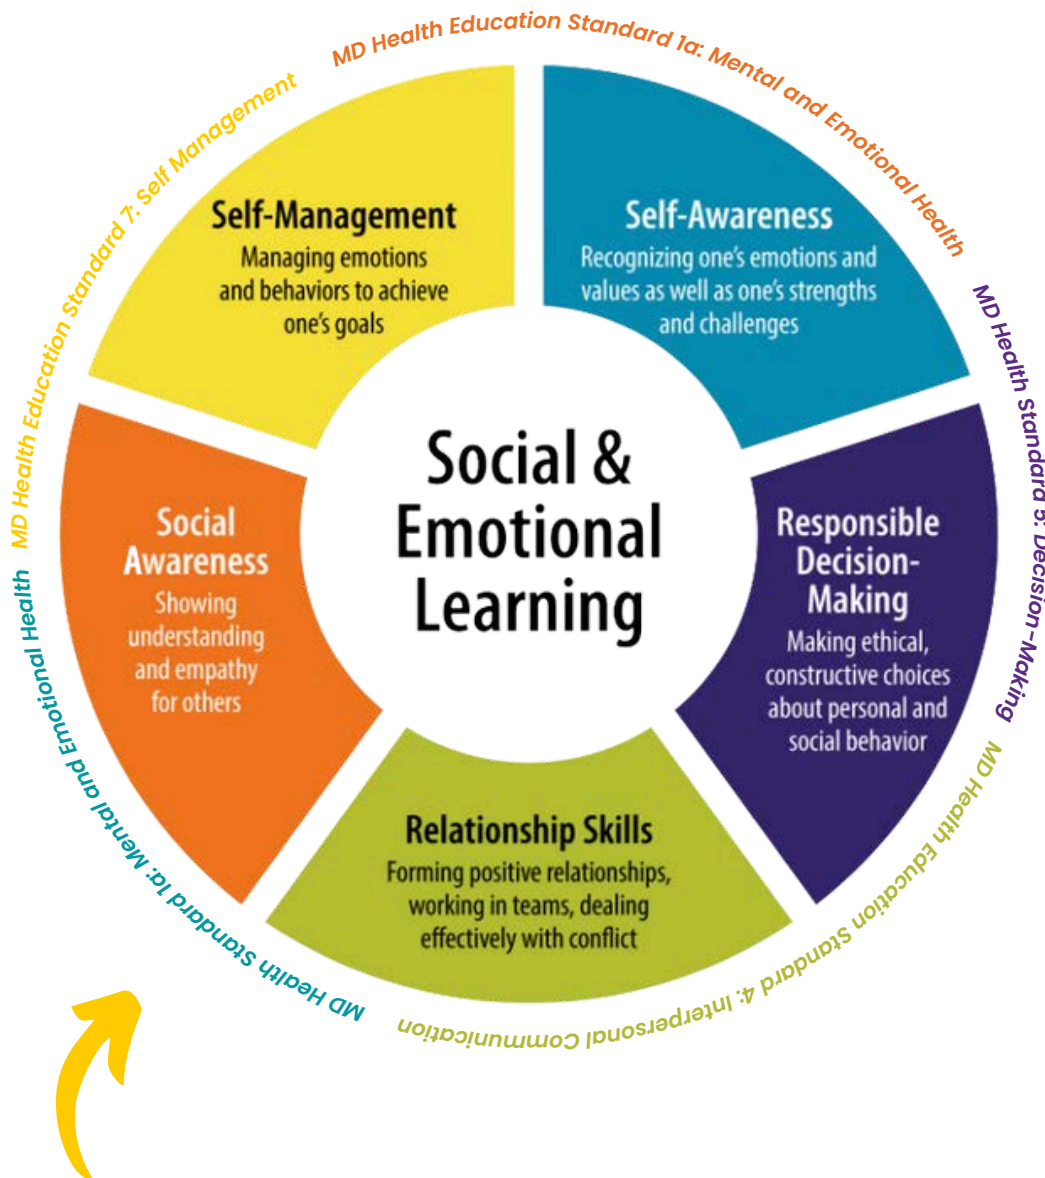 MD Health Education Standard 1a: Mental and Emotional Health
MD Health Education Standard 7: Self Management
Self-Management
Managing emotions
and behaviors to achieve
one's goals
Self-Awareness
Recognizing one's emotions and
values as well as one's strengths
and challenges
MD Health Standard 5: Decision-Making
Social &
Emotional
Learning
Social
Awareness
Showing
understanding
and empathy
for others
Responsible
Decision-
Making
Making ethical,
constructive choices
about personal and
social behavior
MD Health Standard 1a: Mental and Emotional Health
Relationship Skills
Forming positive relationships,
working in teams, dealing
effectively with conflict
MD Health Education Standard 4: Interpersonal Communication